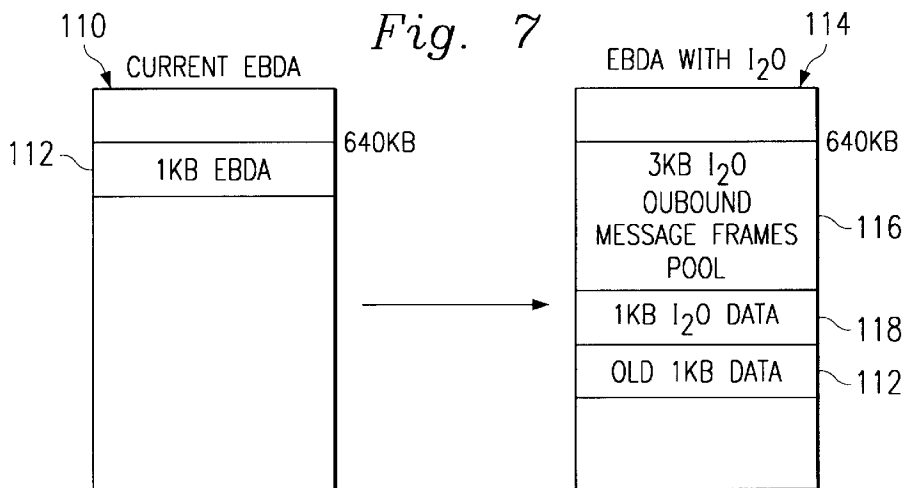 Fig. 7
110
CURRENT EBDA
640KB
112
1KB EBDA
114
EBDA WITH I2O
640KB
3KB I2O
OUBOUND
MESSAGE FRAMES
POOL
116
1KB I2O DATA
118
OLD 1KB DATA
112